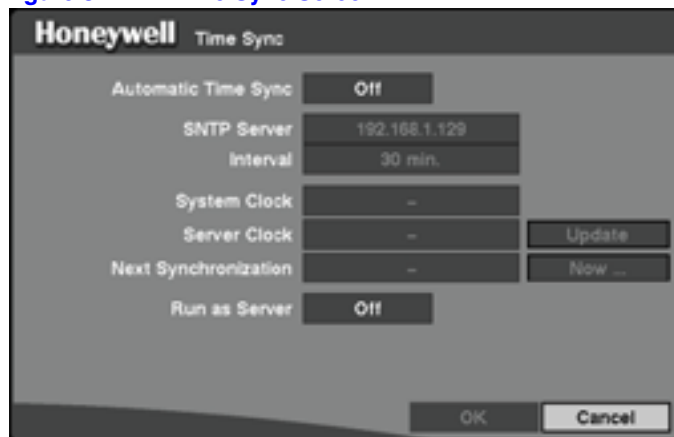 Honeywell Time Sync
Automatic Time Sync Off
SNTP Server 192.168.1.129
Interval 30 min.
System Clock –
Server Clock – Update
Next Synchronization – Now ...
Run as Server Off
OK Cancel